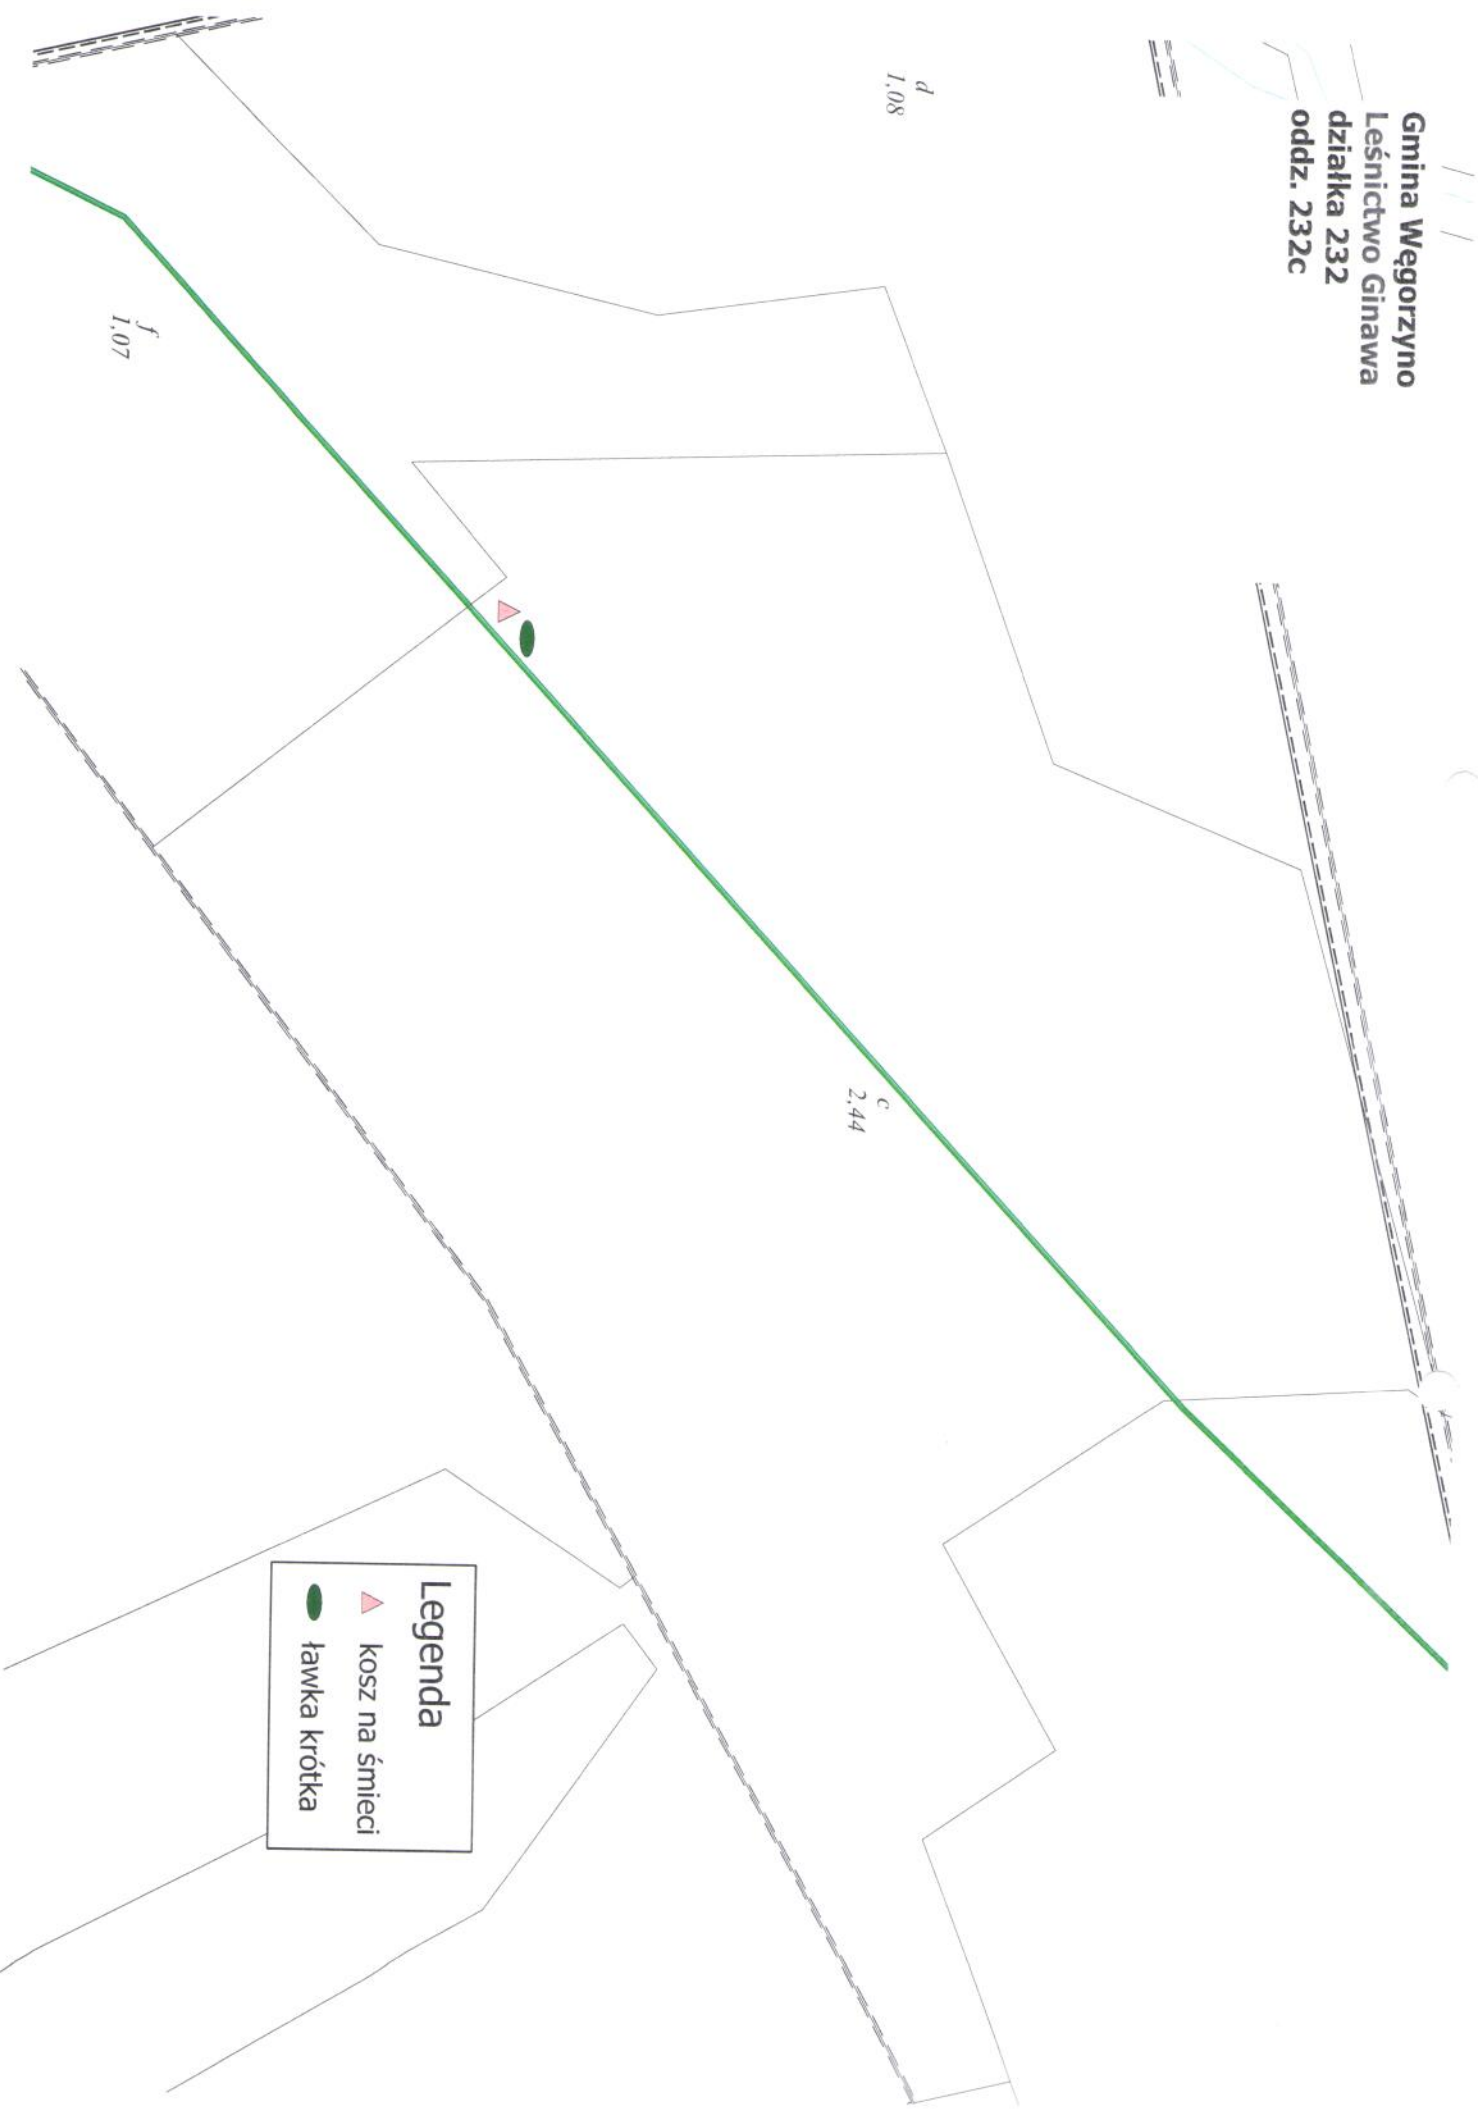 Gmina Węgorzyno
Leśnictwo Ginawa
działka 232
oddz. 232c
d
1,08
f
1,07
c
2,44
Legenda
kosz na śmieci
ławka krótka